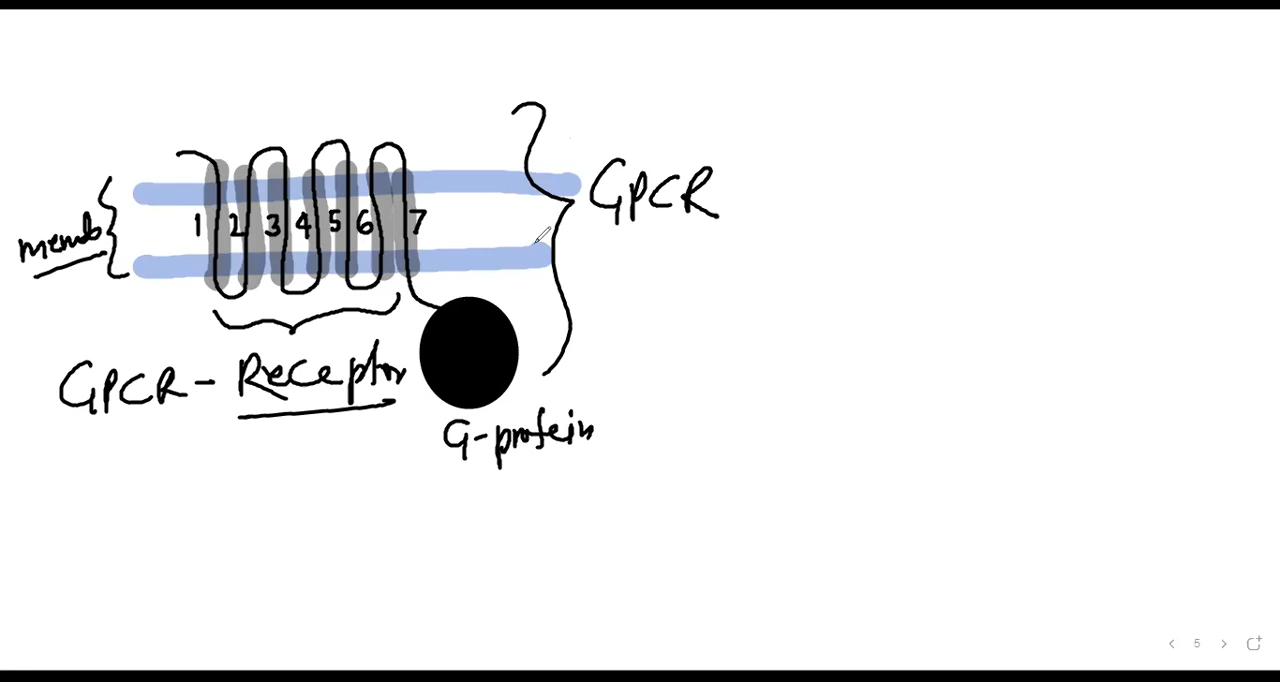 GPCR
memb
1 2 3 4 5 6 7
GPCR - Receptor
G-protein
5